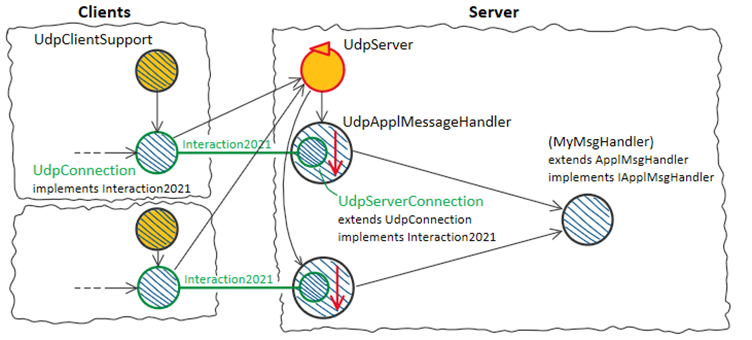 Clients
Server
UdpClientSupport
UdpServer
Interaction2021
UdpApplMessageHandler
UdpConnection
implements Interaction2021
(MyMsgHandler)
extends ApplMsgHandler
implements IApplMsgHandler
UdpServerConnection
extends UdpConnection
implements Interaction2021
Interaction2021